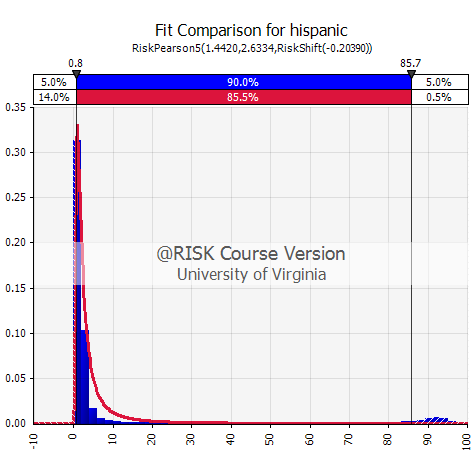 Fit Comparison for hispanic
RiskPearson5(1.4420,2.6334,RiskShift(-0.20390))
0.8 85.7
5.0% 90.0% 5.0%
14.0% 85.5% 0.5%
0.35
0.30
0.25
0.20
@RISK Course Version
University of Virginia
0.15
0.10
0.05
0.00
-10 0 10 20 30 40 50 60 70 80 90 100